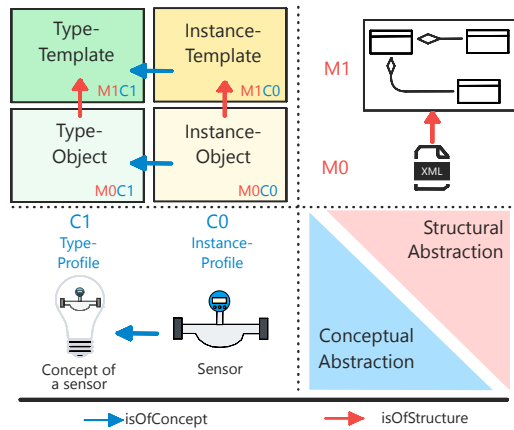 Type-
Template
M1C1
Instance-
Template
M1C0
Type-
Object
M0C1
Instance-
Object
M0C0
M1
M0
XML
C1
Type-
Profile
C0
Instance-
Profile
Concept of
a sensor
Sensor
Structural
Abstraction
Conceptual
Abstraction
isOfConcept
isOfStructure